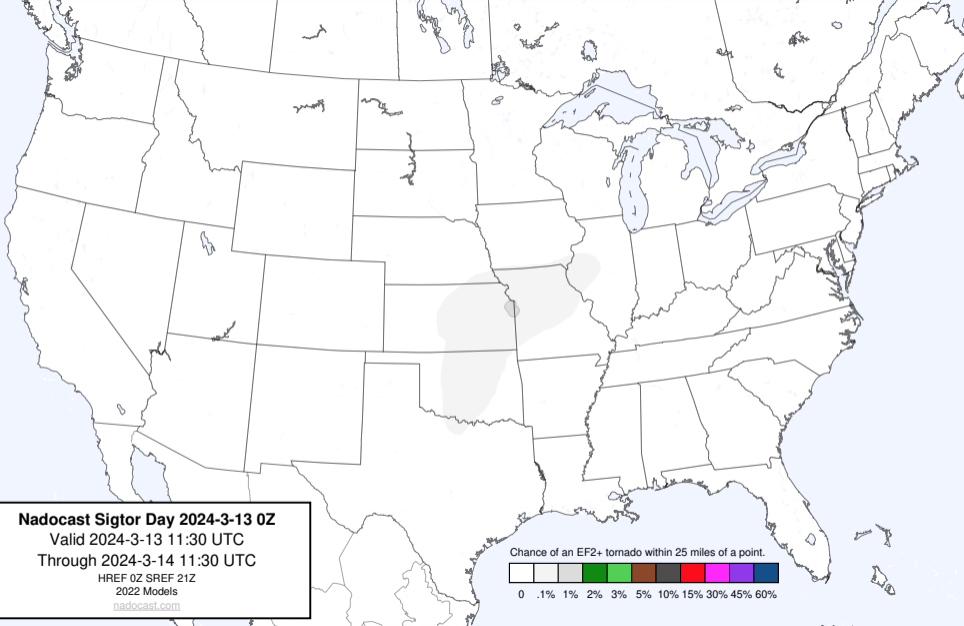 Nadocast Sigtor Day 2024-3-13 0Z
Valid 2024-3-13 11:30 UTC
Through 2024-3-14 11:30 UTC
HREF 0Z SREF 21Z
2022 Models
nadocast.com
Chance of an EF2+ tornado within 25 miles of a point.
0 .1% 1% 2% 3% 5% 10% 15% 30% 45% 60%